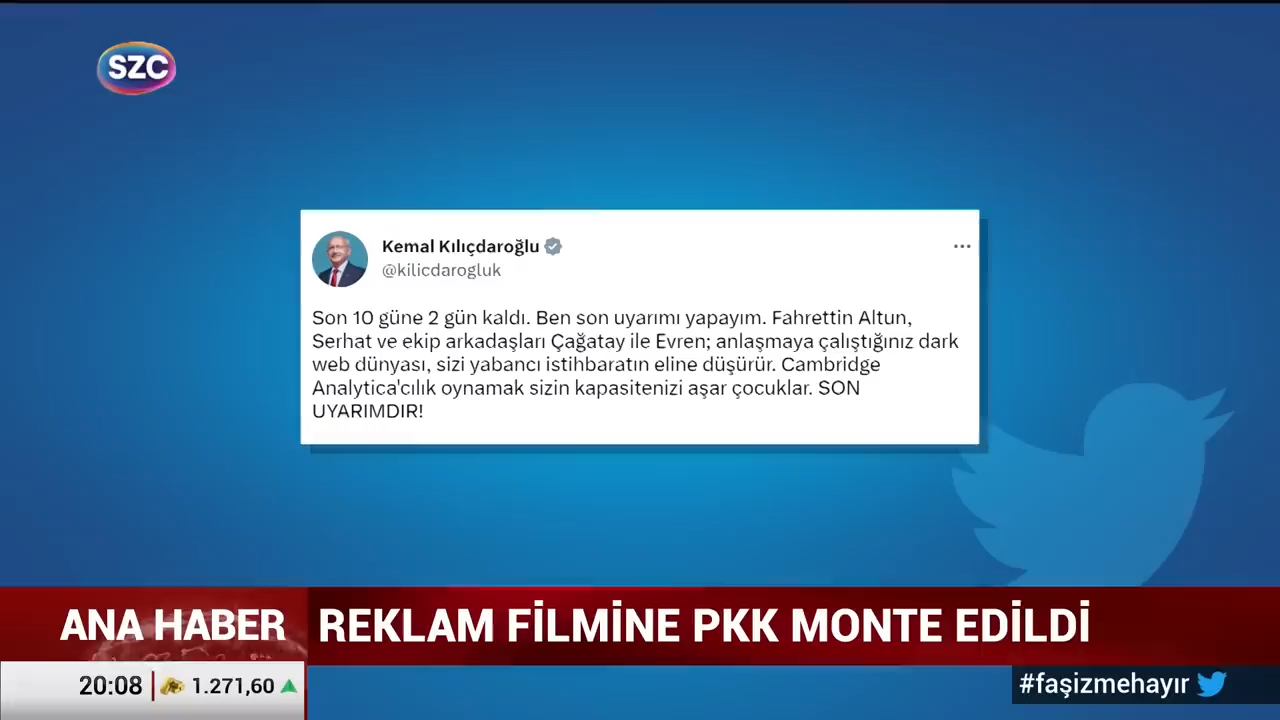 SZC
Kemal Kılıçdaroğlu
@kilicdarogluk
Son 10 güne 2 gün kaldı. Ben son uyarımı yapayım. Fahrettin Altun,
Serhat ve ekip arkadaşları Çağatay ile Evren; anlaşmaya çalıştığınız dark
web dünyası, sizi yabancı istihbaratın eline düşürür. Cambridge
Analytica'cılık oynamak sizin kapasitenizi aşar çocuklar. SON
UYARIMDIR!
ANA HABER
REKLAM FİLMİNE PKK MONTE EDİLDİ
20:08
1.271,60
#faşizmehayır